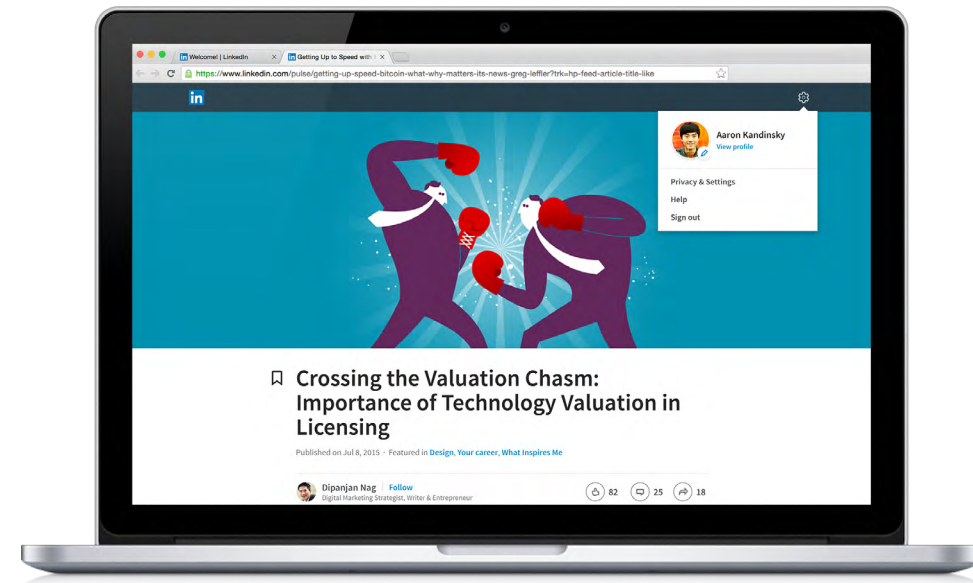 Welcome! | LinkedIn
Getting Up to Speed with
https://www.linkedin.com/pulse/getting-up-speed-bitcoin-what-why-matters-its-news-greg-leffler?trk=hp-feed-article-title-like
in
Aaron Kandinsky
View profile
Privacy & Settings
Help
Sign out
Crossing the Valuation Chasm:
Importance of Technology Valuation in
Licensing
Published on Jul 8, 2015 · Featured in Design, Your career, What Inspires Me
Dipanjan Nag Follow
Digital Marketing Strategist, Writer & Entrepreneur
82 25 18